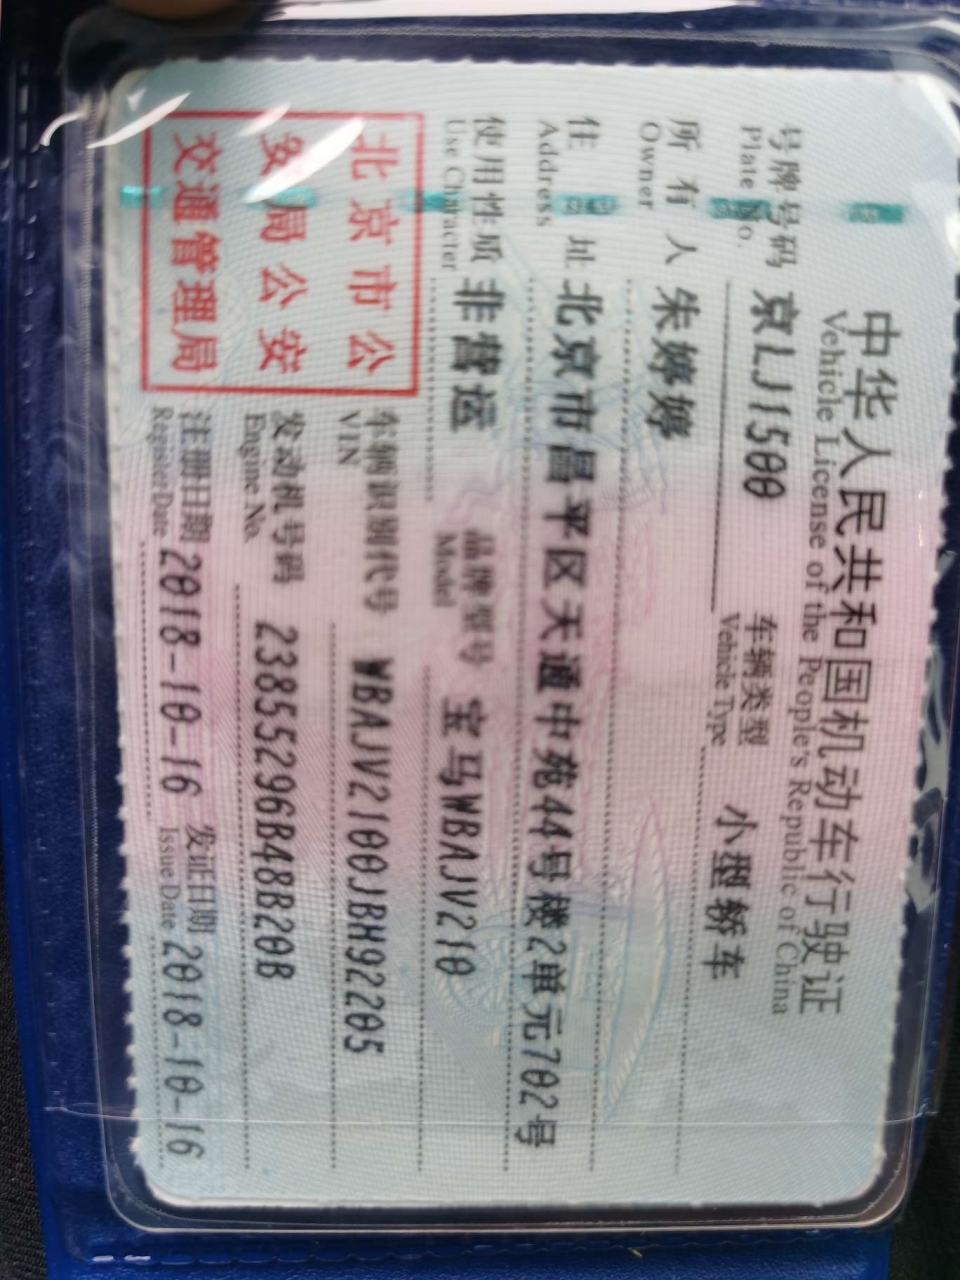 中华人民共和国机动车行驶证
Vehicle License of the People's Republic of China
号牌号码 京LJ1500 车辆类型 小型轿车
Plate No. Vehicle Type
所有人 朱婷婷
Owner
住址 北京市昌平区天通中苑44号楼2单元702号
Address
使用性质 非营运 品牌型号 宝马WBAJV210
Use Character Model
北京市公
安局公安
交通管理局
车辆识别代号 WBAJV2100JBH92205
VIN
发动机号码 23855296B48B20B
Engine No.
注册日期 2018-10-16 发证日期 2018-10-16
Register Date Issue Date